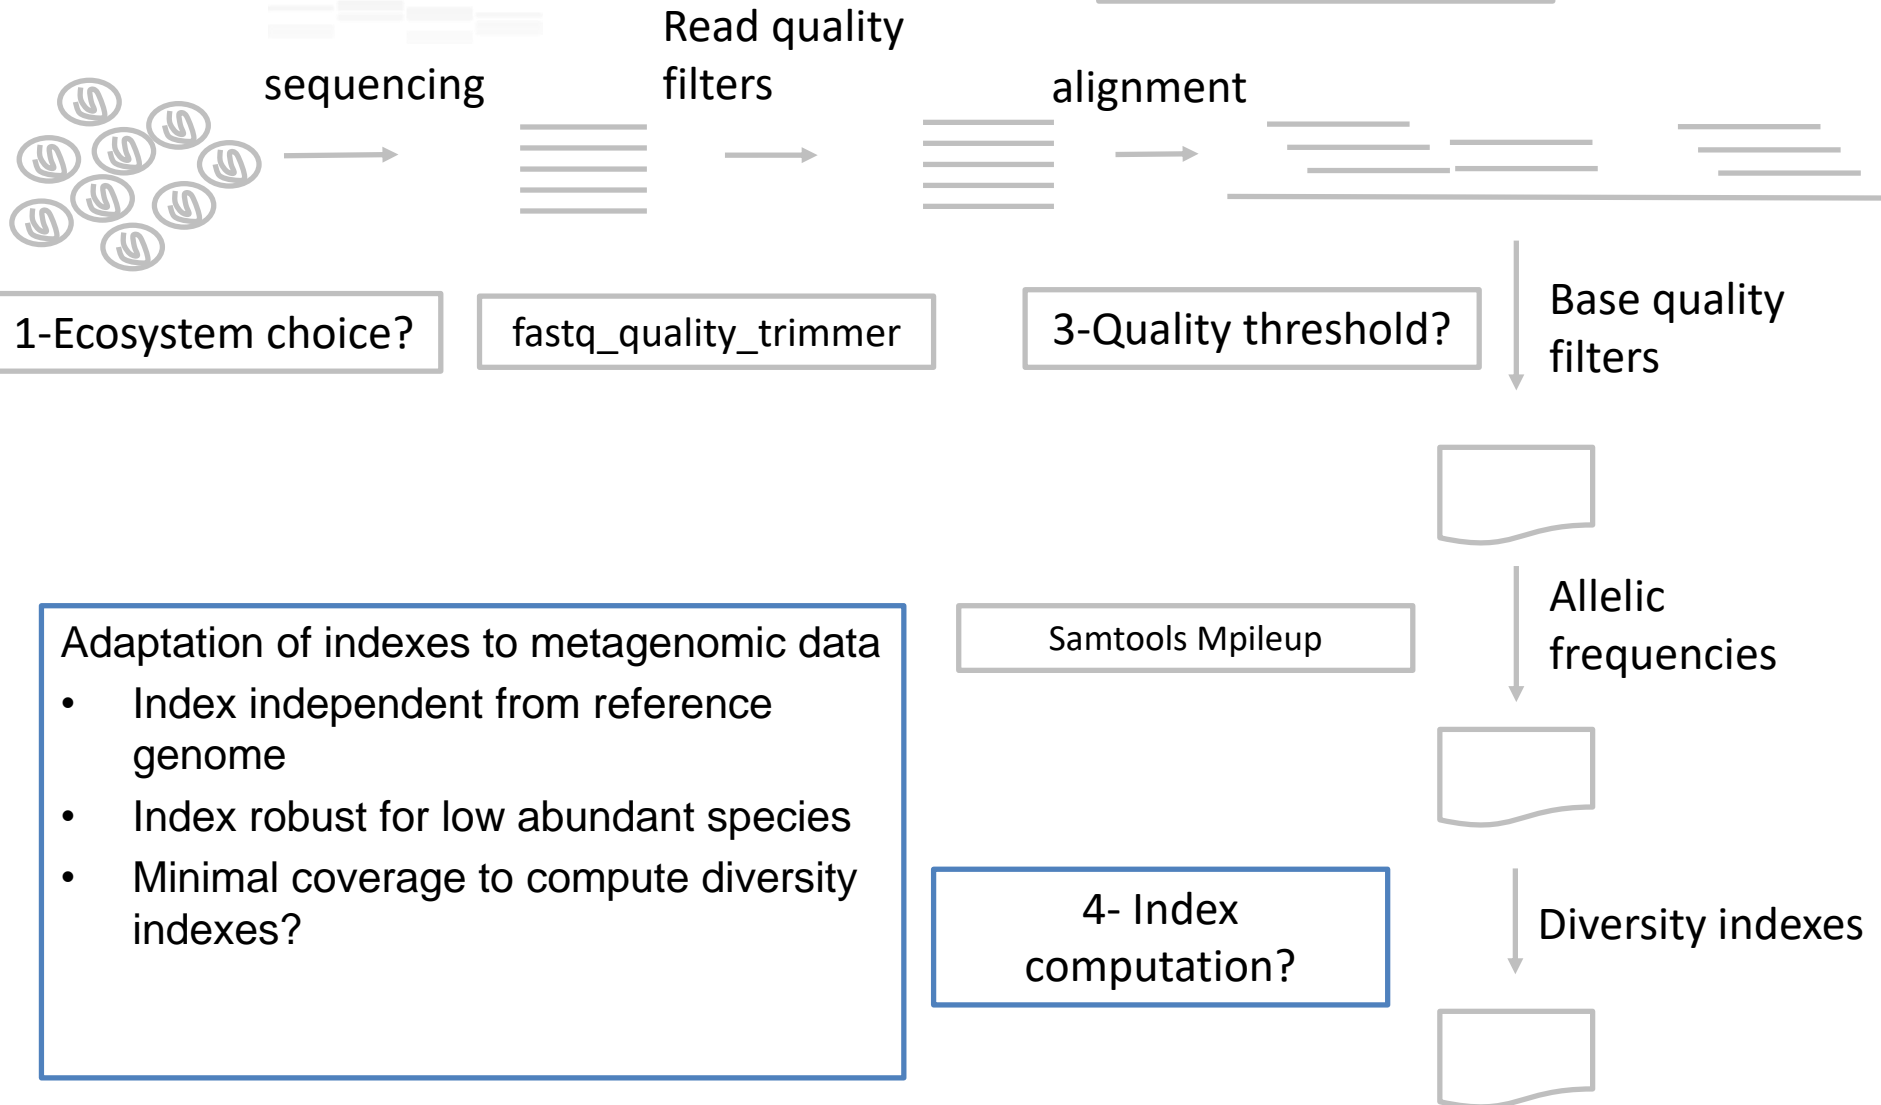 Read quality
filters
sequencing
alignment
1-Ecosystem choice?
fastq_quality_trimmer
3-Quality threshold?
Base quality
filters
Allelic
frequencies
Samtools Mpileup
Adaptation of indexes to metagenomic data
• Index independent from reference
genome
• Index robust for low abundant species
• Minimal coverage to compute diversity
indexes?
4- Index
computation?
Diversity indexes